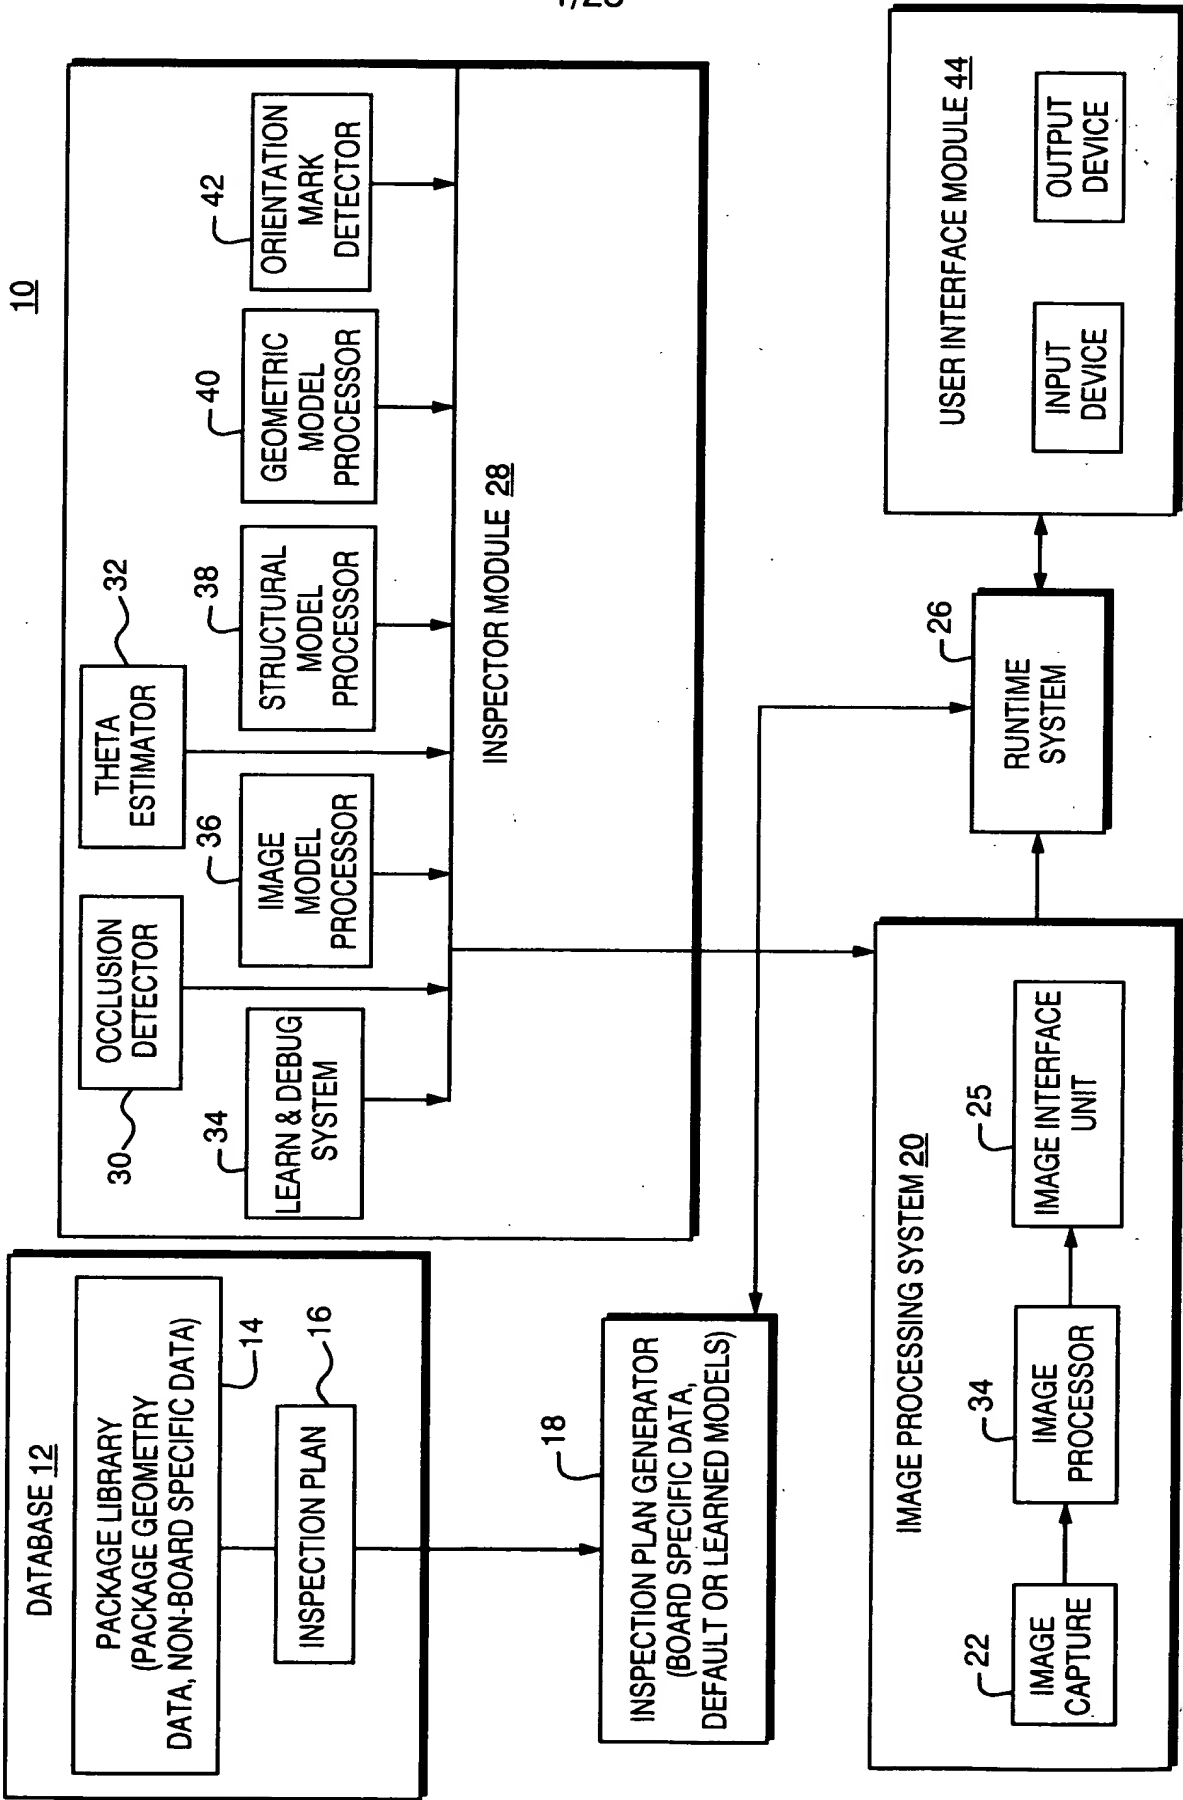 1/23
10
DATABASE 12
PACKAGE LIBRARY
(PACKAGE GEOMETRY
DATA, NON-BOARD SPECIFIC DATA)
14
INSPECTION PLAN
16
18
INSPECTION PLAN GENERATOR
(BOARD SPECIFIC DATA,
DEFAULT OR LEARNED MODELS)
30
OCCLUSION
DETECTOR
THETA
ESTIMATOR
32
34
LEARN & DEBUG
SYSTEM
36
IMAGE
MODEL
PROCESSOR
38
STRUCTURAL
MODEL
PROCESSOR
40
GEOMETRIC
MODEL
PROCESSOR
42
ORIENTATION
MARK
DETECTOR
INSPECTOR MODULE 28
IMAGE PROCESSING SYSTEM 20
22
IMAGE
CAPTURE
34
IMAGE
PROCESSOR
25
IMAGE INTERFACE
UNIT
26
RUNTIME
SYSTEM
USER INTERFACE MODULE 44
INPUT
DEVICE
OUTPUT
DEVICE